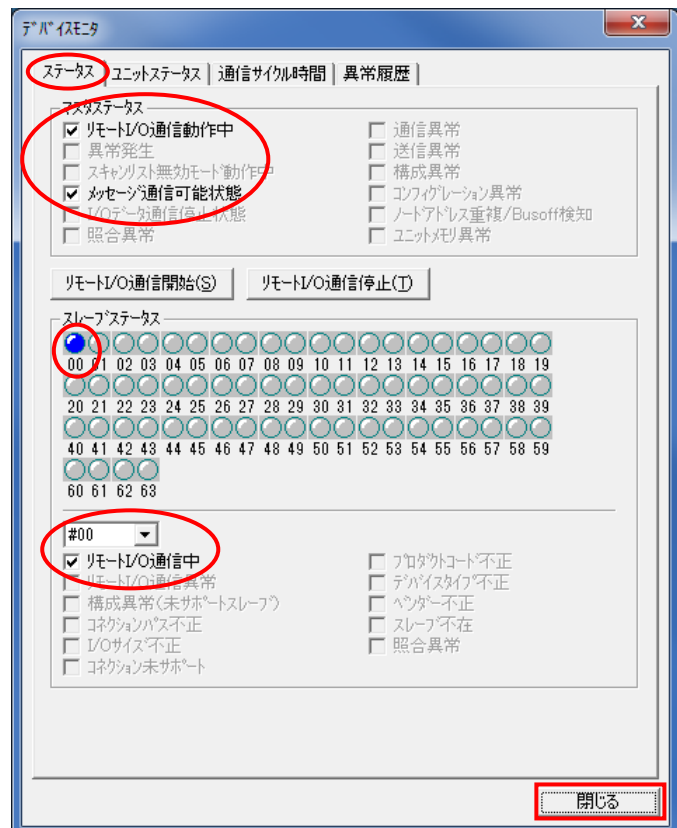 デバイスモニタ
ステータス ユニットステータス 通信サイクル時間 異常履歴
マスタステータス
リモートI/O通信動作中 通信異常
異常発生 送信異常
スキャンリスト無効モード動作中 構成異常
メッセージ通信可能状態 コンフィグレーション異常
I/Oデータ通信停止状態 ノードアドレス重複/Busoff検知
照合異常 ユニットメモリ異常
リモートI/O通信開始(S) リモートI/O通信停止(T)
スレーブステータス
00 01 02 03 04 05 06 07 08 09 10 11 12 13 14 15 16 17 18 19
20 21 22 23 24 25 26 27 28 29 30 31 32 33 34 35 36 37 38 39
40 41 42 43 44 45 46 47 48 49 50 51 52 53 54 55 56 57 58 59
60 61 62 63
#00
リモートI/O通信中 プロダクトコード不正
リモートI/O通信異常 デバイスタイプ不正
構成異常(未サポートスレーブ) ベンダー不正
コネクションパス不正 スレーブ不在
I/Oサイズ不正 照合異常
コネクション未サポート
閉じる